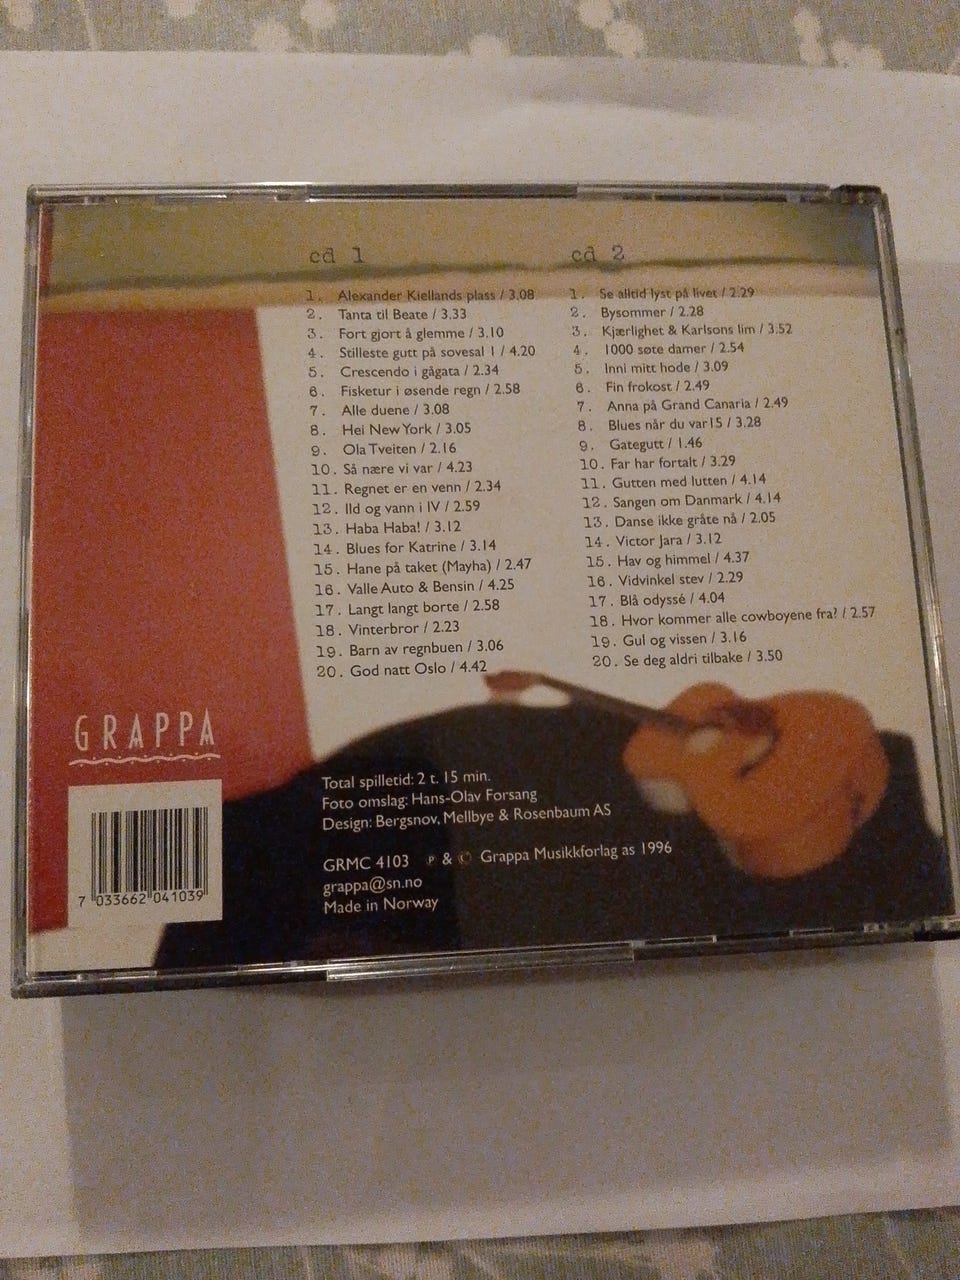 cd 1
1. Alexander Kiellands plass / 3.08
2. Tanta til Beate / 3.33
3. Fort gjort å glemme / 3.10
4. Stilleste gutt på sovesal 1 / 4.20
5. Crescendo i gågata / 2.34
6. Fisketur i øsende regn / 2.58
7. Alle duene / 3.08
8. Hei New York / 3.05
9. Ola Tveiten / 2.16
10. Så nære vi var / 4.23
11. Regnet er en venn / 2.34
12. Ild og vann i IV / 2.59
13. Haba Haba! / 3.12
14. Blues for Katrine / 3.14
15. Hane på taket (Mayha) / 2.47
16. Valle Auto & Bensin / 4.25
17. Langt langt borte / 2.58
18. Vinterbror / 2.23
19. Barn av regnbuen / 3.06
20. God natt Oslo / 4.42
cd 2
1. Se alltid lyst på livet / 2.29
2. Bysommer / 2.28
3. Kjærlighet & Karlsons lim / 3.52
4. 1000 søte damer / 2.54
5. Inni mitt hode / 3.09
6. Fin frokost / 2.49
7. Anna på Grand Canaria / 2.49
8. Blues når du var15 / 3.28
9. Gategutt / 1.46
10. Far har fortalt / 3.29
11. Gutten med lutten / 4.14
12. Sangen om Danmark / 4.14
13. Danse ikke gråte nå / 2.05
14. Victor Jara / 3.12
15. Hav og himmel / 4.37
16. Vidvinkel stev / 2.29
17. Blå odyssé / 4.04
18. Hvor kommer alle cowboyene fra? / 2.57
19. Gul og vissen / 3.16
20. Se deg aldri tilbake / 3.50
GRAPPA
7 033662 041039
Total spilletid: 2 t. 15 min.
Foto omslag: Hans-Olav Forsang
Design: Bergsnov, Mellbye & Rosenbaum AS
GRMC 4103 ℗ & © Grappa Musikkforlag as 1996
grappa@sn.no
Made in Norway